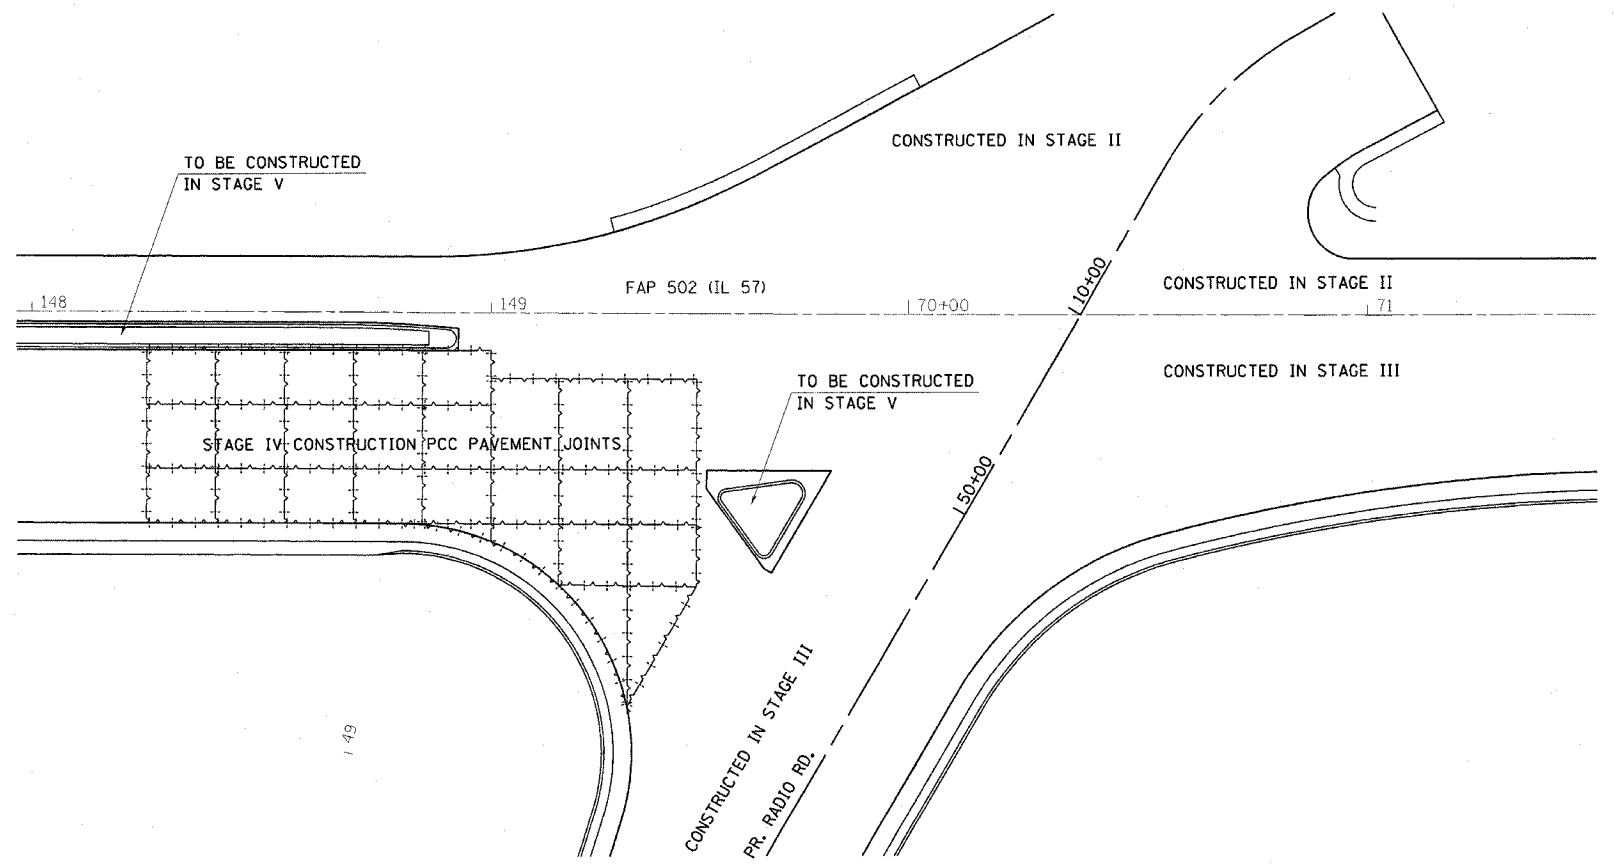 CONSTRUCTED IN STAGE II
TO BE CONSTRUCTED
IN STAGE V
FAP 502 (IL 57)
CONSTRUCTED IN STAGE II
148
149
70+00
10+00
71
CONSTRUCTED IN STAGE III
TO BE CONSTRUCTED
IN STAGE V
STAGE IV CONSTRUCTION PCC PAVEMENT JOINTS
50+00
CONSTRUCTED IN STAGE III
PR. RADIO RD.
49